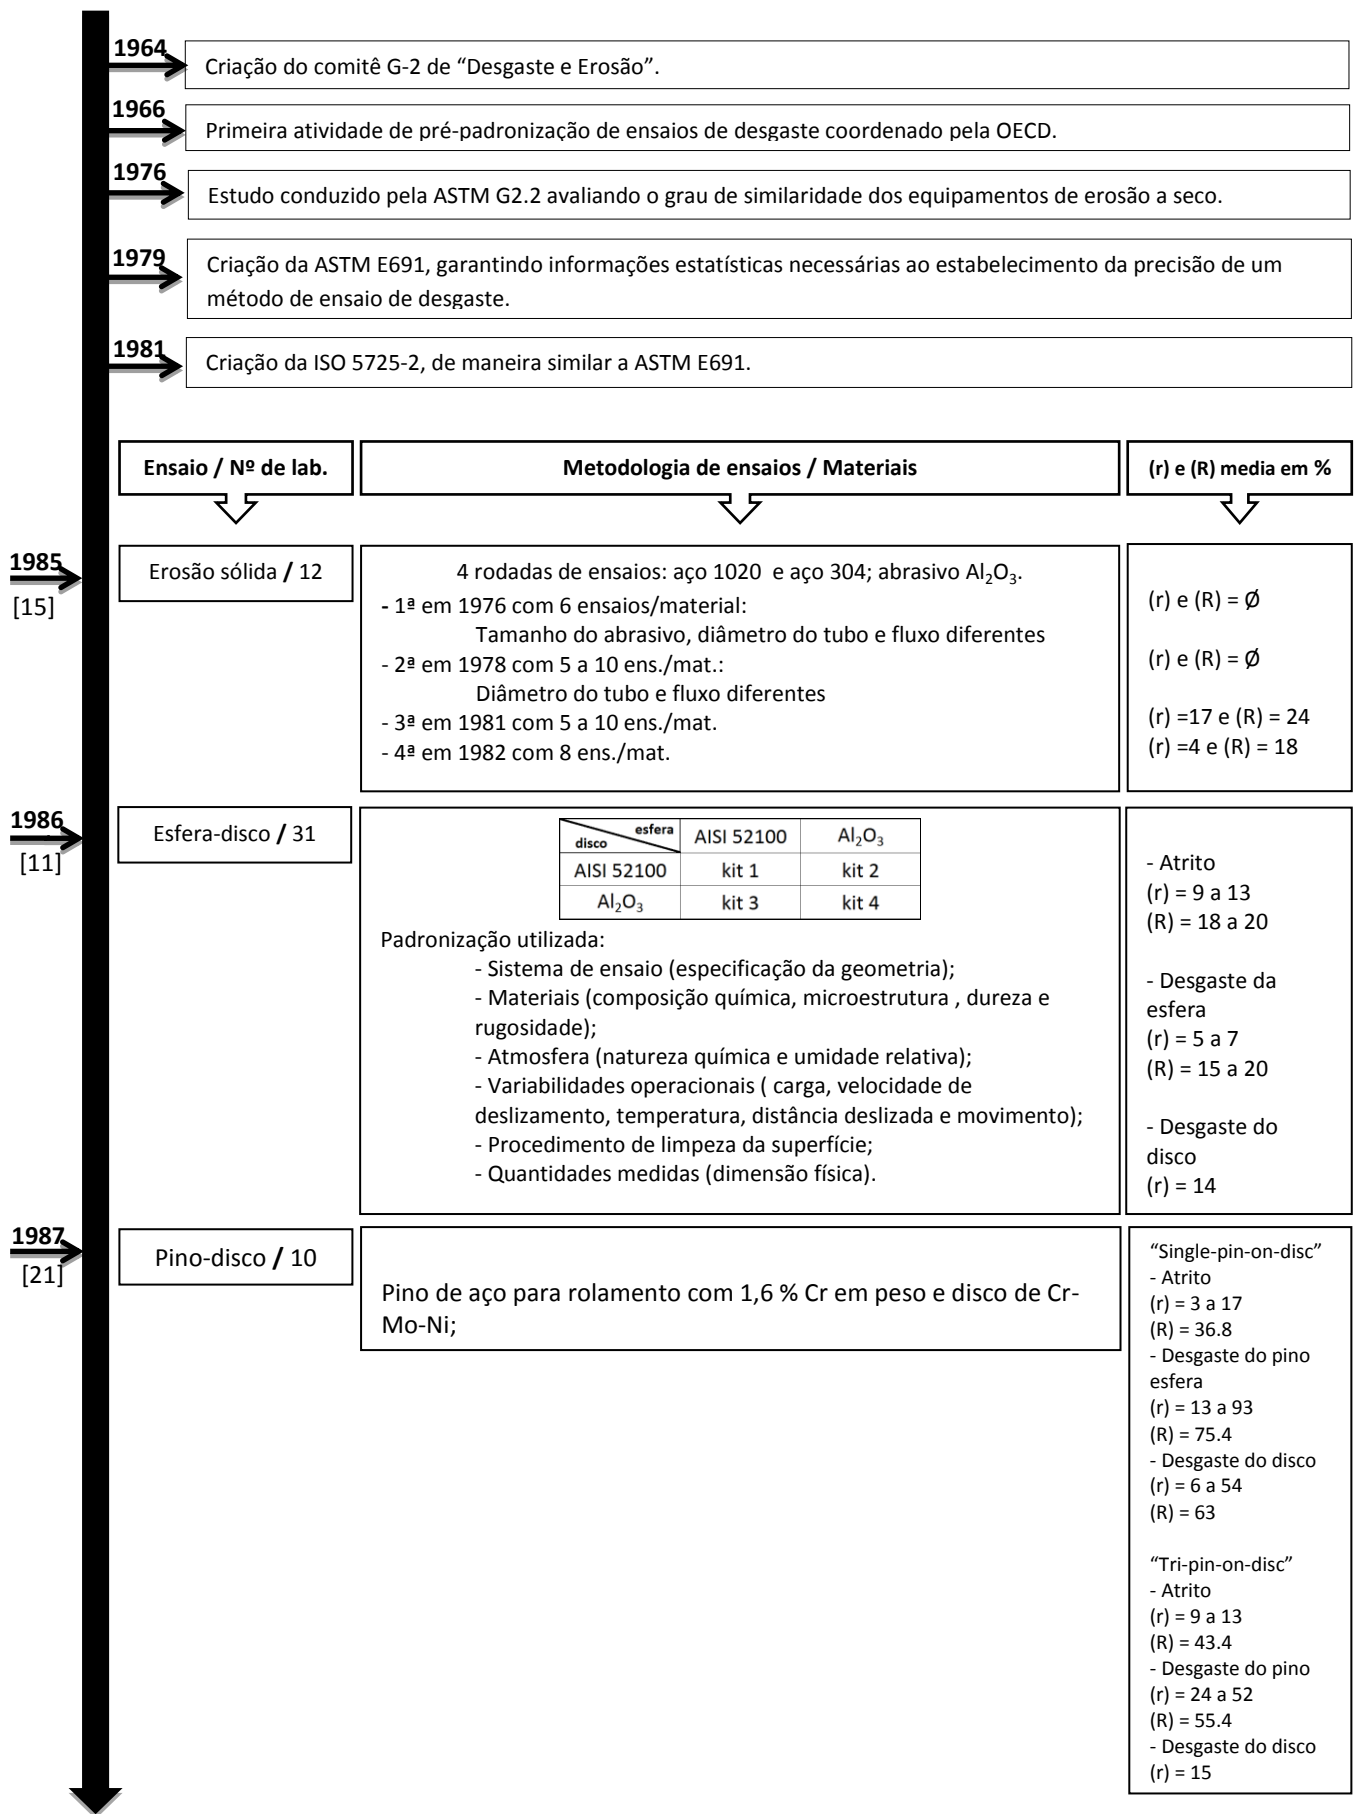 1964
Criação do comitê G-2 de “Desgaste e Erosão”.
1966
Primeira atividade de pré-padronização de ensaios de desgaste coordenado pela OECD.
1976
Estudo conduzido pela ASTM G2.2 avaliando o grau de similaridade dos equipamentos de erosão a seco.
1979
Criação da ASTM E691, garantindo informações estatísticas necessárias ao estabelecimento da precisão de um
método de ensaio de desgaste.
1981
Criação da ISO 5725-2, de maneira similar a ASTM E691.
Ensaio / Nº de lab.
Metodologia de ensaios / Materiais
(r) e (R) media em %
1985
[15]
Erosão sólida / 12
4 rodadas de ensaios: aço 1020 e aço 304; abrasivo Al₂O₃.
- 1ª em 1976 com 6 ensaios/material:
Tamanho do abrasivo, diâmetro do tubo e fluxo diferentes
- 2ª em 1978 com 5 a 10 ens./mat.:
Diâmetro do tubo e fluxo diferentes
- 3ª em 1981 com 5 a 10 ens./mat.
- 4ª em 1982 com 8 ens./mat.
(r) e (R) = Ø
(r) e (R) = Ø
(r) =17 e (R) = 24
(r) =4 e (R) = 18
1986
[11]
Esfera-disco / 31
esfera
disco
AISI 52100
Al₂O₃
AISI 52100
kit 1
kit 2
Al₂O₃
kit 3
kit 4
Padronização utilizada:
- Sistema de ensaio (especificação da geometria);
- Materiais (composição química, microestrutura , dureza e
rugosidade);
- Atmosfera (natureza química e umidade relativa);
- Variabilidades operacionais ( carga, velocidade de
deslizamento, temperatura, distância deslizada e movimento);
- Procedimento de limpeza da superfície;
- Quantidades medidas (dimensão física).
- Atrito
(r) = 9 a 13
(R) = 18 a 20
- Desgaste da
esfera
(r) = 5 a 7
(R) = 15 a 20
- Desgaste do
disco
(r) = 14
1987
[21]
Pino-disco / 10
Pino de aço para rolamento com 1,6 % Cr em peso e disco de Cr-
Mo-Ni;
“Single-pin-on-disc”
- Atrito
(r) = 3 a 17
(R) = 36.8
- Desgaste do pino
esfera
(r) = 13 a 93
(R) = 75.4
- Desgaste do disco
(r) = 6 a 54
(R) = 63
“Tri-pin-on-disc”
- Atrito
(r) = 9 a 13
(R) = 43.4
- Desgaste do pino
(r) = 24 a 52
(R) = 55.4
- Desgaste do disco
(r) = 15